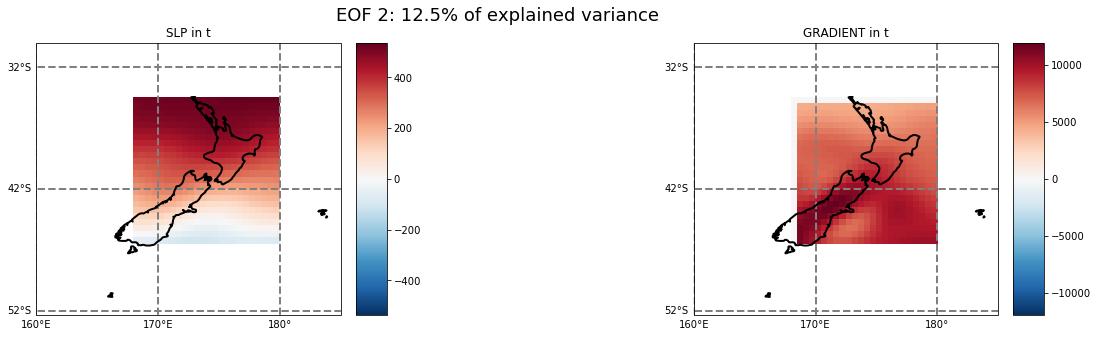 EOF 2: 12.5% of explained variance
SLP in t
GRADIENT in t
32°S
42°S
52°S
160°E
170°E
180°
400
200
0
−200
−400
32°S
42°S
52°S
160°E
170°E
180°
10000
5000
0
−5000
−10000